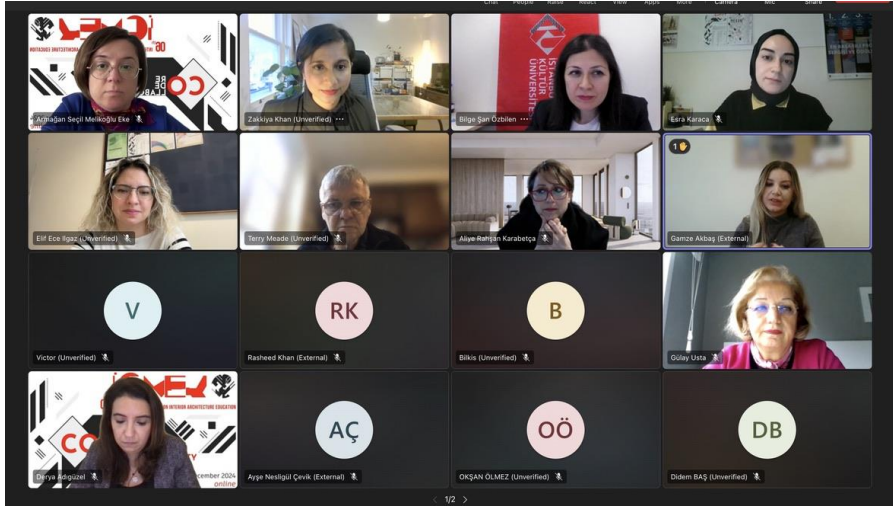 Chat People Raise React View Apps More Camera Mic Share
Armağan Seçil Melikoğlu Eke
Zakkiya Khan (Unverified)
İSTANBUL
KÜLTÜR
ÜNİVERSİTESİ
Bilge Şan Özbilen
Esra Karaca
Elif Ece Ilgaz (Unverified)
Terry Meade (Unverified)
Aliye Rahşan Karabetça
1
Gamze Akbaş (External)
V
Victor (Unverified)
RK
Rasheed Khan (External)
B
Bilkis (Unverified)
Gülay Usta
INTERIOR ARCHITECTURE EDUCATION
CO
2024
online
Derya Adıgüzel
AÇ
Ayşe Nesligül Çevik (External)
OÖ
OKŞAN ÖLMEZ (Unverified)
DB
Didem BAŞ (Unverified)
1/2